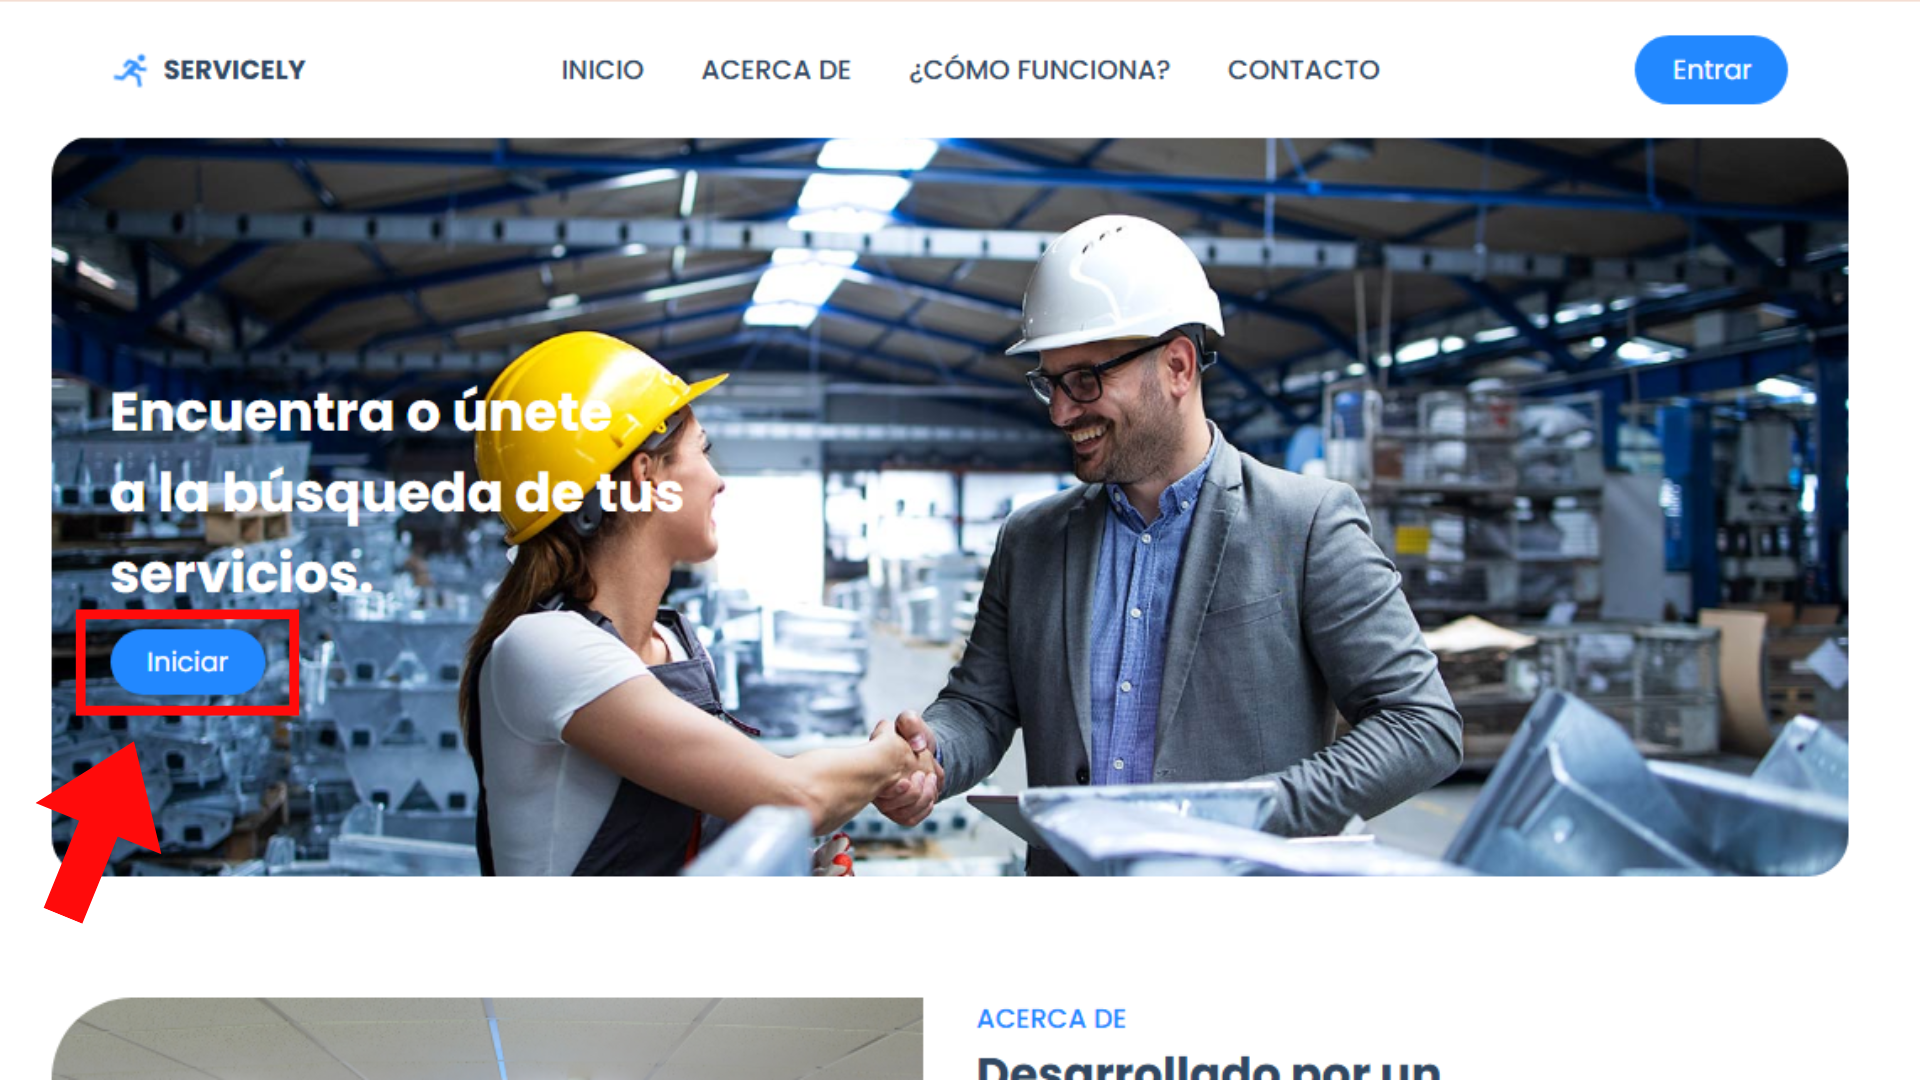 SERVICELY
INICIO
ACERCA DE
¿CÓMO FUNCIONA?
CONTACTO
Entrar
Encuentra o únete
a la búsqueda de tus
servicios.
Iniciar
ACERCA DE
Desarrollado por un